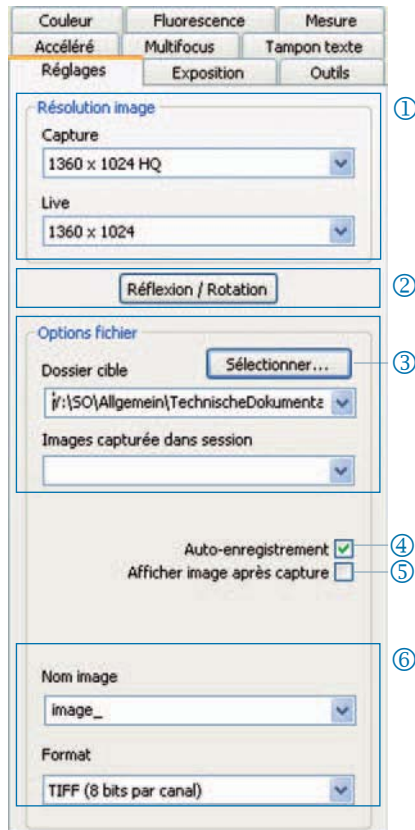 Couleur Fluorescence Mesure
Accéléré Multifocus Tampon texte
Réglages Exposition Outils
Résolution image
①
Capture
1360 x 1024 HQ
Live
1360 x 1024
Réflexion / Rotation ②
Options fichier
Dossier cible Sélectionner... ③
:\SO\Allgemein\TechnischeDokumenta
Images capturée dans session
Auto-enregistrement ④
Afficher image après capture ⑤
⑥
Nom image
image_
Format
TIFF (8 bits par canal)